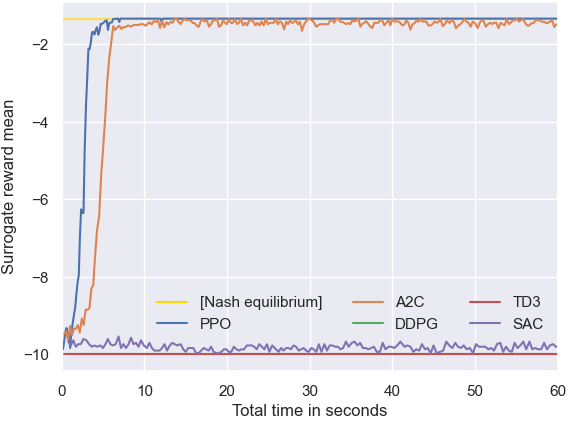 Surrogate reward mean
−2
−4
−6
−8
−10
[Nash equilibrium]
PPO
A2C
DDPG
TD3
SAC
0 10 20 30 40 50 60
Total time in seconds